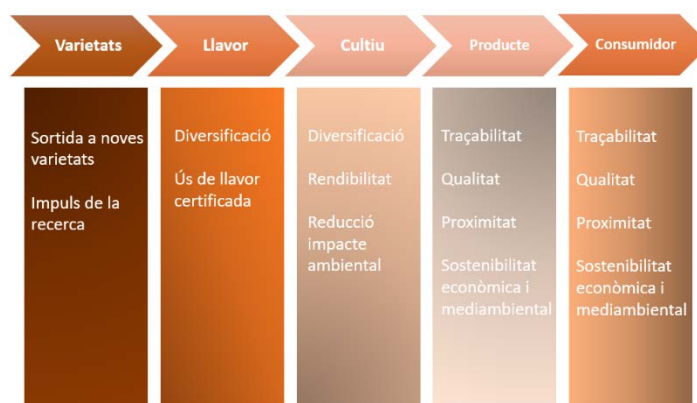 Varietats
Llavor
Cultiu
Producte
Consumidor
Sortida a noves
varietats
Impuls de la
recerca
Diversificació
Ús de llavor
certificada
Diversificació
Rendibilitat
Reducció
impacte
ambiental
Traçabilitat
Qualitat
Proximitat
Sostenibilitat
econòmica i
mediambiental
Traçabilitat
Qualitat
Proximitat
Sostenibilitat
econòmica i
mediambiental